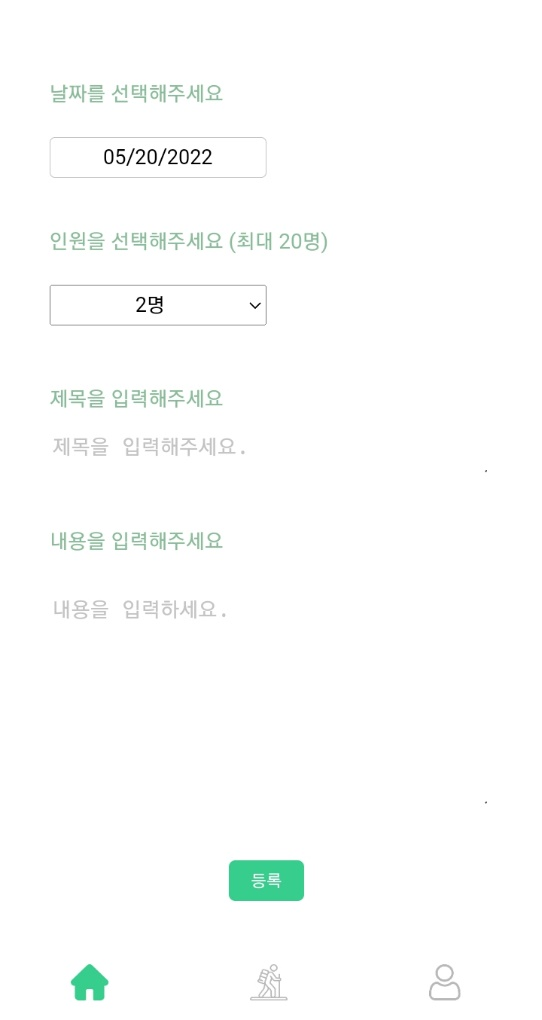 날짜를 선택해주세요
05/20/2022
인원을 선택해주세요 (최대 20명)
2명
제목을 입력해주세요
제목을 입력해주세요.
내용을 입력해주세요
내용을 입력하세요.
등록